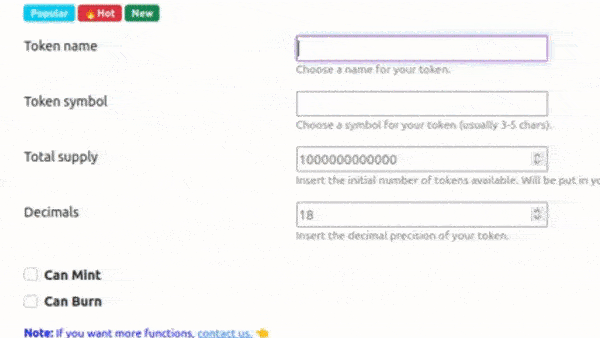 Popular 🔥Hot New
Token name
Choose a name for your token.
Token symbol
Choose a symbol for your token (usually 3-5 chars).
Total supply 1000000000000
Insert the initial number of tokens available. Will be put in
Decimals 18
Insert the decimal precision of your token.
Can Mint
Can Burn
Note: If you want more functions, contact us. 👈